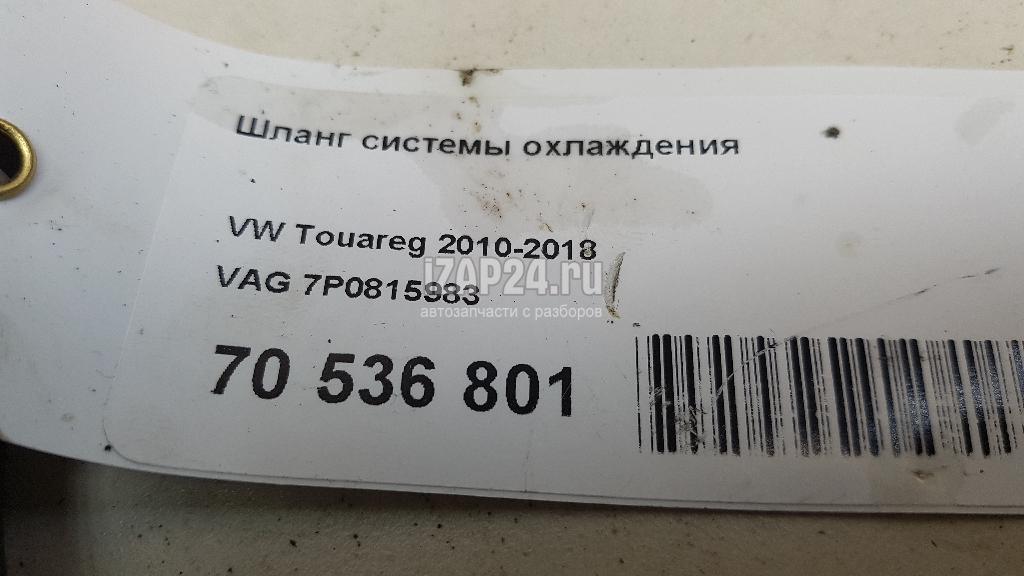 Шланг системы охлаждения
VW Touareg 2010-2018
iZAP24.ru
VAG 7P0815983
автозапчасти с разборов
70 536 801